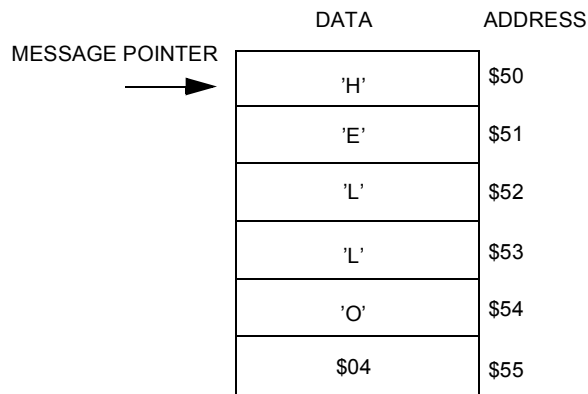 DATA ADDRESS
MESSAGE POINTER
’H’ $50
’E’ $51
’L’ $52
’L’ $53
’O’ $54
$04 $55